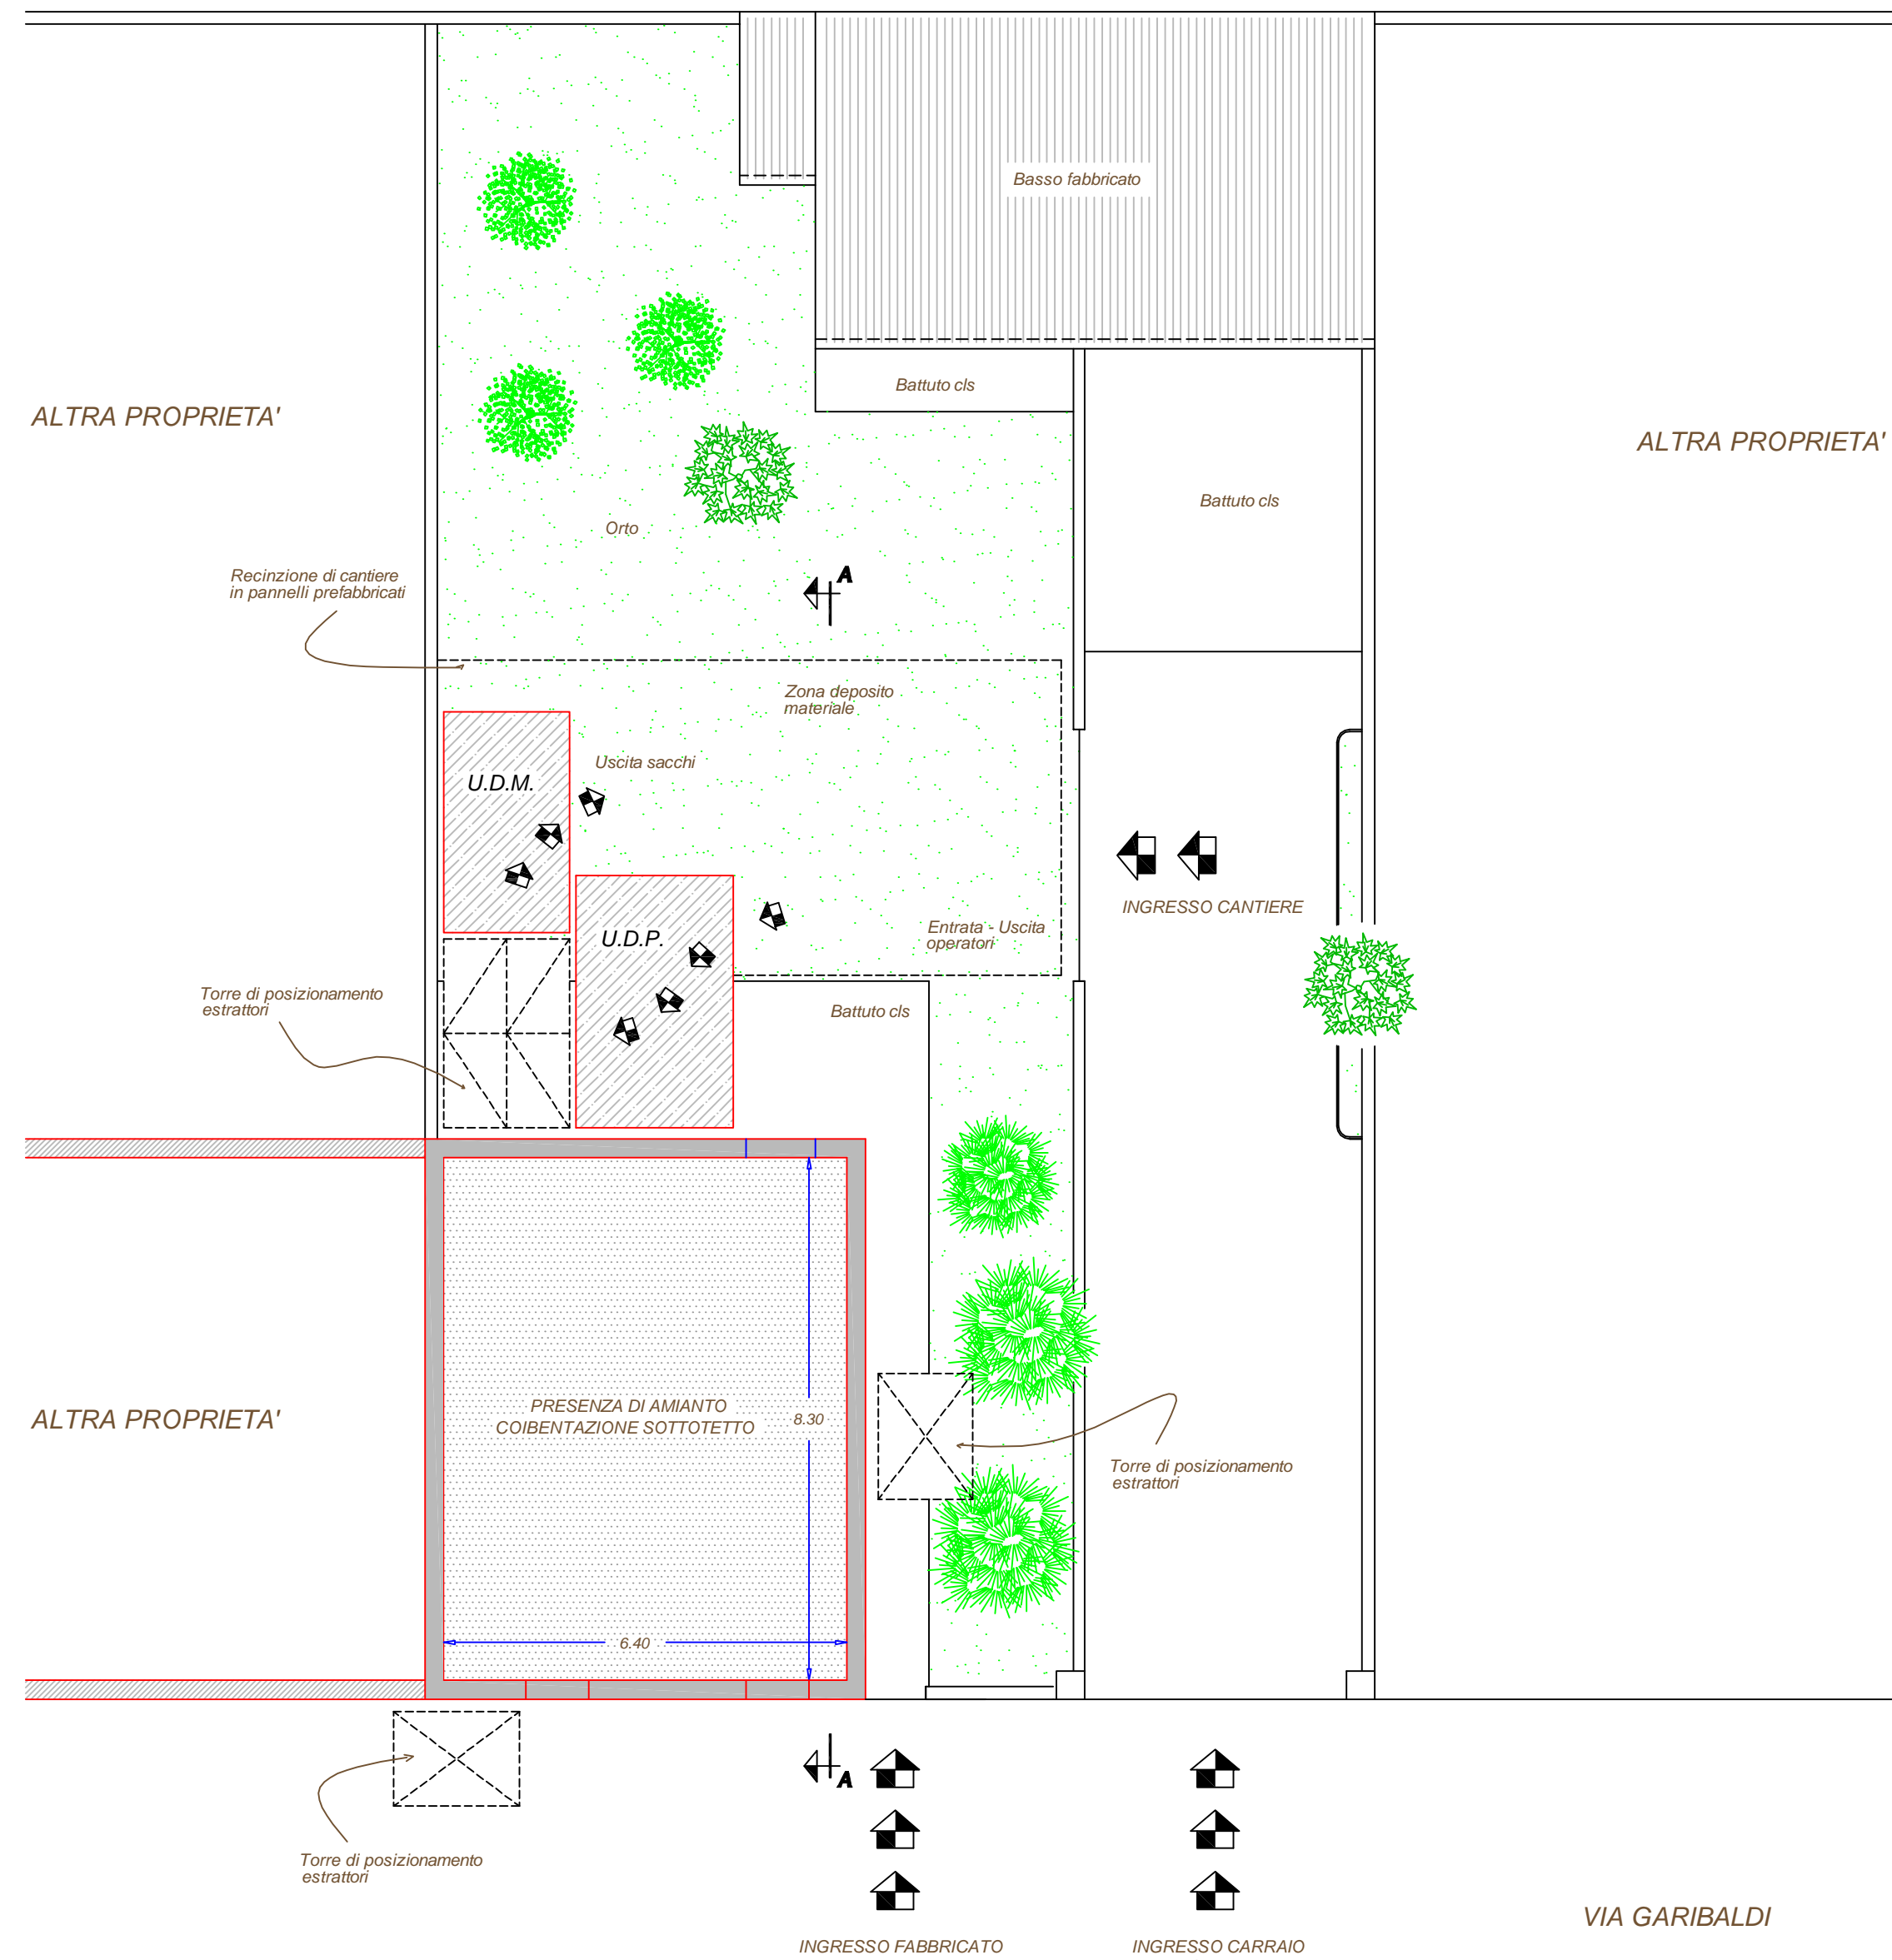 Basso fabbricato
Battuto cls
ALTRA PROPRIETA'
ALTRA PROPRIETA'
Battuto cls
Orto
Recinzione di cantiere
in pannelli prefabbricati
A
Zona deposito
materiale
Uscita sacchi
U.D.M.
INGRESSO CANTIERE
Entrata - Uscita
operatori
U.D.P.
Torre di posizionamento
estrattori
Battuto cls
ALTRA PROPRIETA'
PRESENZA DI AMIANTO
COIBENTAZIONE SOTTOTETTO
8.30
Torre di posizionamento
estrattori
6.40
A
Torre di posizionamento
estrattori
VIA GARIBALDI
INGRESSO FABBRICATO
INGRESSO CARRAIO